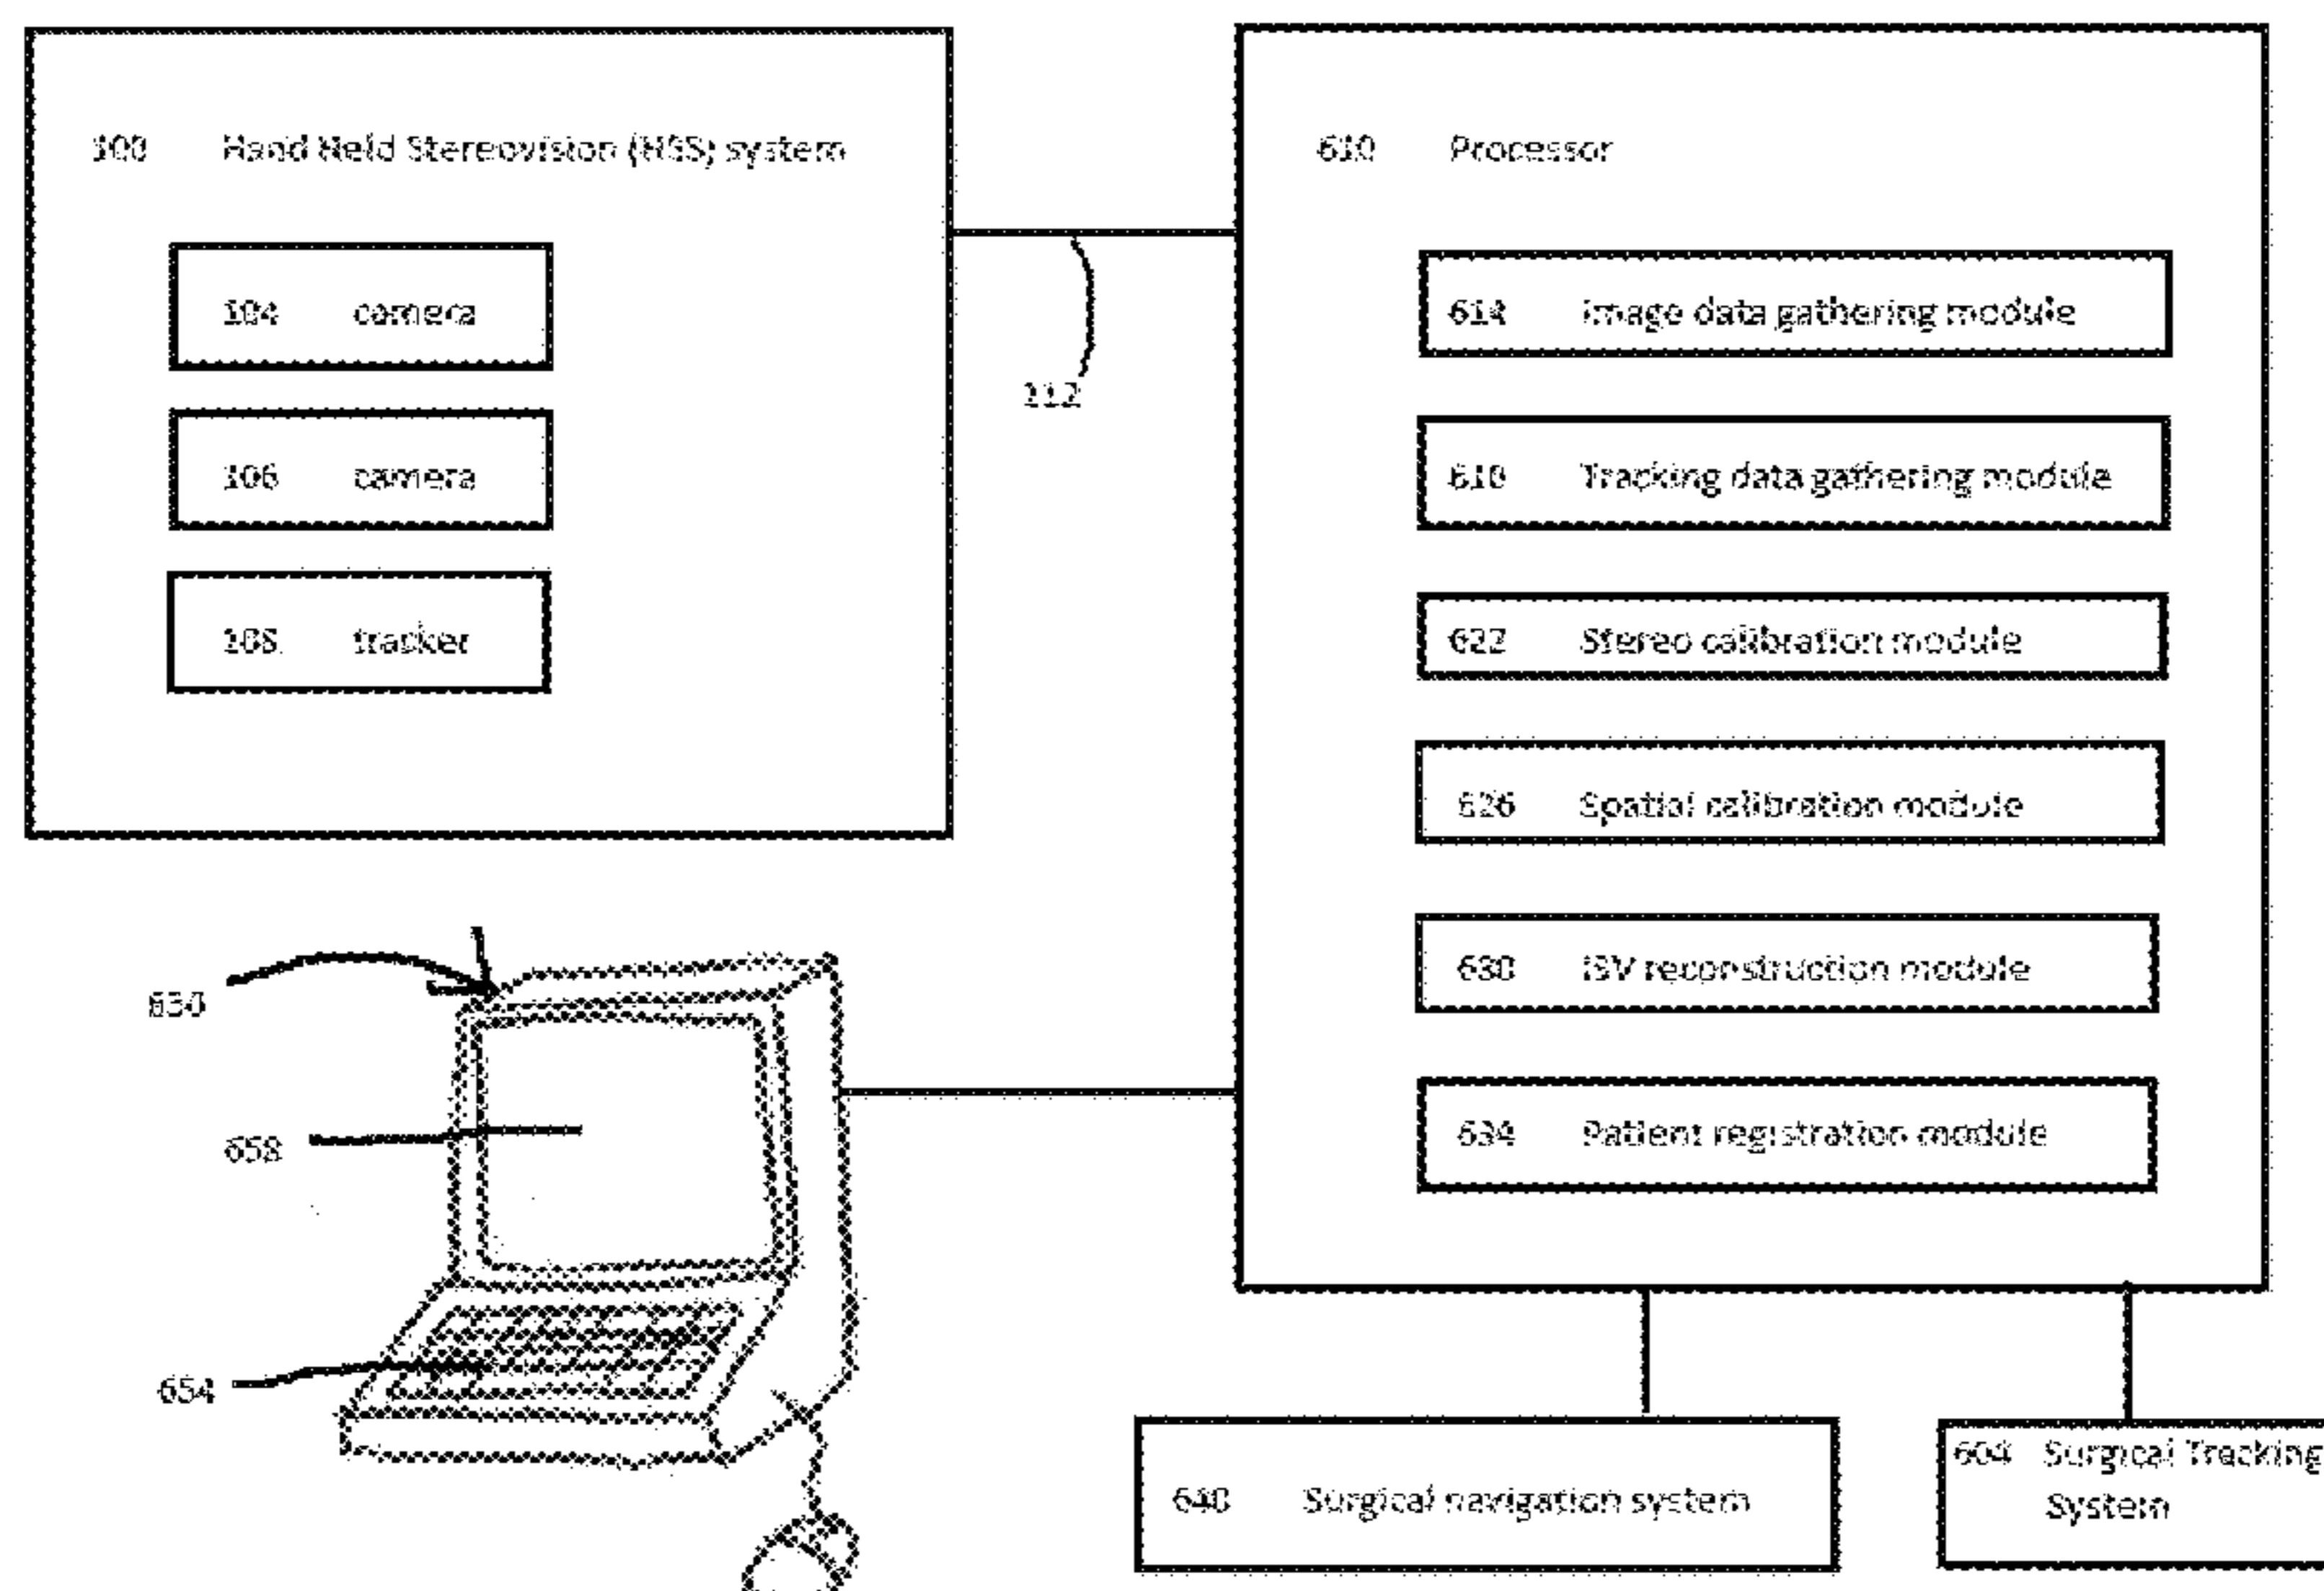 100 Hand Held Stereovision (HSS) system
104 camera
106 camera
108 tracker
112
610 Processor
614 Image data gathering module
618 Tracking data gathering module
622 Stereo calibration module
626 Spatial calibration module
630 iSV reconstruction module
634 Patient registration module
650
658
654
640 Surgical navigation system
604 Surgical Tracking
System